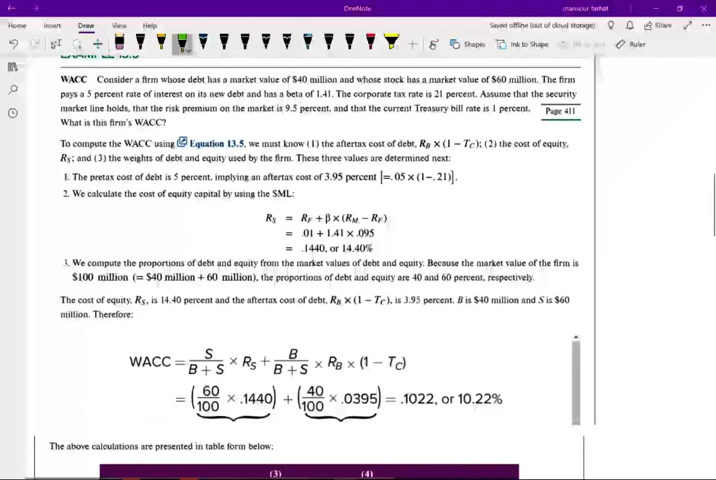 OneNote
mansour farhat
Home Insert Draw View Help
Saved offline (out of cloud storage)
Share
Shapes Ink to Shape Ink to Math Ruler
WACC Consider a firm whose debt has a market value of $40 million and whose stock has a market value of $60 million. The firm
pays a 5 percent rate of interest on its new debt and has a beta of 1.41. The corporate tax rate is 21 percent. Assume that the security
market line holds, that the risk premium on the market is 9.5 percent, and that the current Treasury bill rate is 1 percent.
Page 411
What is this firm's WACC?
To compute the WACC using Equation 13.5, we must know (1) the aftertax cost of debt, R_B × (1 − T_C); (2) the cost of equity,
R_S; and (3) the weights of debt and equity used by the firm. These three values are determined next:
1. The pretax cost of debt is 5 percent, implying an aftertax cost of 3.95 percent [=.05 × (1−.21)].
2. We calculate the cost of equity capital by using the SML:
R_S = R_F + β × (R_M − R_F)
= .01 + 1.41 × .095
= .1440, or 14.40%
3. We compute the proportions of debt and equity from the market values of debt and equity. Because the market value of the firm is
$100 million (= $40 million + 60 million), the proportions of debt and equity are 40 and 60 percent, respectively.
The cost of equity, R_S, is 14.40 percent and the aftertax cost of debt, R_B × (1 − T_C), is 3.95 percent. B is $40 million and S is $60
million. Therefore:
WACC = S/(B + S) × R_S + B/(B + S) × R_B × (1 − T_C)
= (60/100 × .1440) + (40/100 × .0395) = .1022, or 10.22%
The above calculations are presented in table form below:
(3) (4)